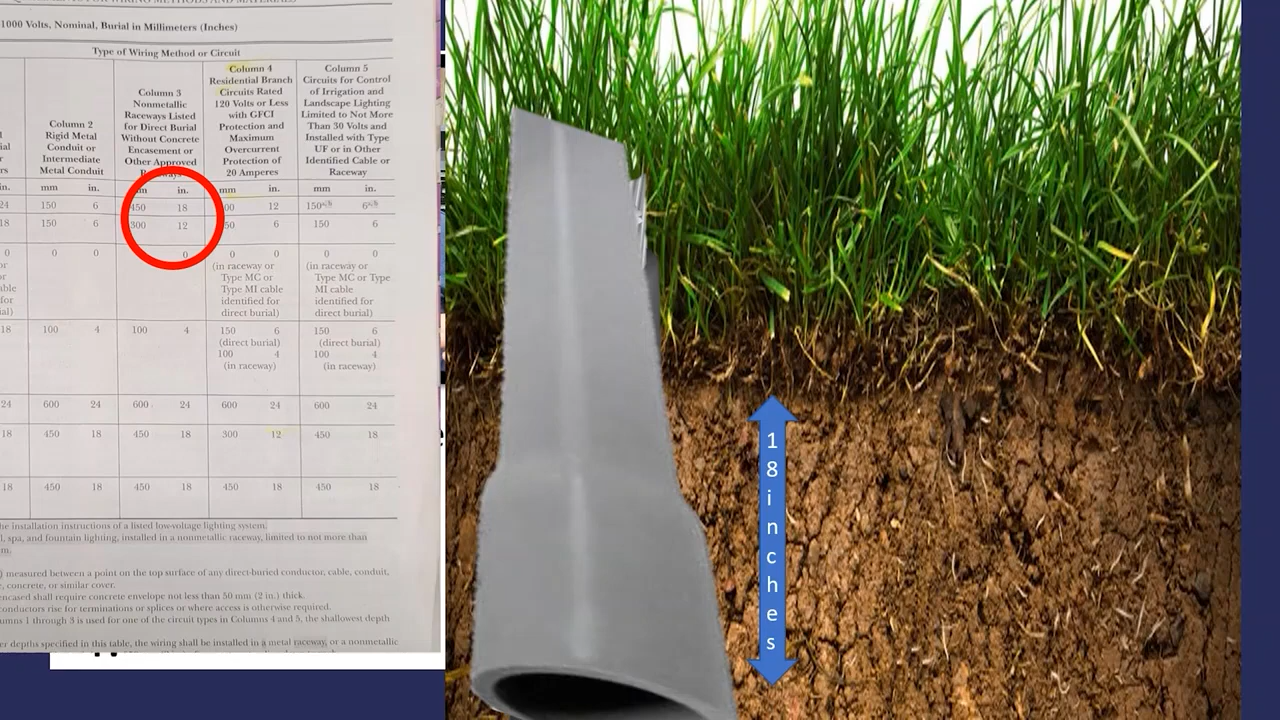 1000 Volts, Nominal, Burial in Millimeters (Inches)
Type of Wiring Method or Circuit
Column 2
Rigid Metal
Conduit or
Intermediate
Metal Conduit
Column 3
Nonmetallic
Raceways Listed
for Direct Burial
Without Concrete
Encasement or
Other Approved
Column 4
Residential Branch
Circuits Rated
120 Volts or Less
with GFCI
Protection and
Maximum
Overcurrent
Protection of
20 Amperes
Column 5
Circuits for Control
of Irrigation and
Landscape Lighting
Limited to Not More
Than 30 Volts and
Installed with Type
UF or in Other
Identified Cable or
Raceway
in. mm in. in. mm in. mm in.
24 150 6 450 18 12 150 6
18 150 6 300 12 6 150 6
0 0 0 0 0 0 0 0
(in raceway or
Type MC or
Type MI cable
identified for
direct burial)
(in raceway or
Type MC or Type
MI cable
identified for
direct burial)
18 100 4 100 4 150 6 150 6
(direct burial) (direct burial)
100 4 100 4
(in raceway) (in raceway)
24 600 24 600 24 600 24 600 24
18 450 18 450 18 300 12 450 18
18 450 18 450 18 450 18 450 18
the installation instructions of a listed low-voltage lighting system.
spa, and fountain lighting, installed in a nonmetallic raceway, limited to not more than
measured between a point on the top surface of any direct-buried conductor, cable, conduit,
concrete, or similar cover.
encased shall require concrete envelope not less than 50 mm (2 in.) thick.
conductors rise for terminations or splices or where access is otherwise required.
1 through 3 is used for one of the circuit types in Columns 4 and 5, the shallowest depth
depths specified in this table, the wiring shall be installed in a metal raceway, or a nonmetallic
18 inches